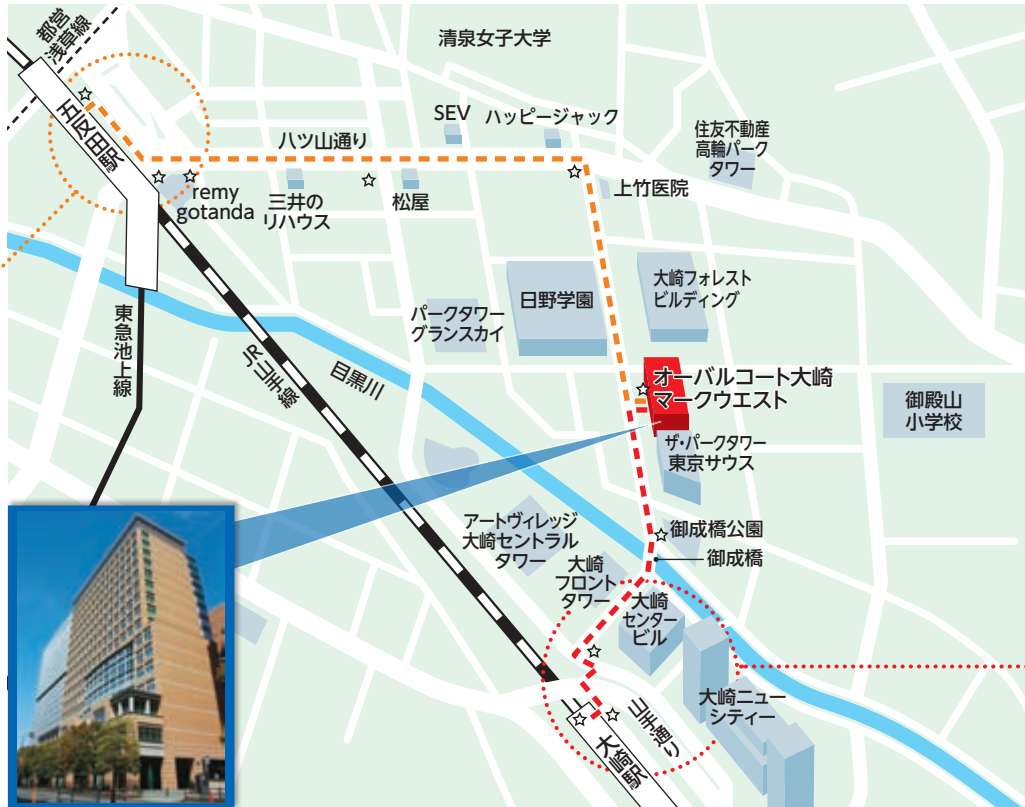 都営
浅草線
清泉女子大学
五反田駅
SEV
ハッピージャック
住友不動産
高輪パーク
タワー
八ツ山通り
remy
gotanda
三井の
リハウス
松屋
上竹医院
東急池上線
JR山手線
目黒川
パークタワー
グランスカイ
日野学園
大崎フォレスト
ビルディング
オーバルコート大崎
マークウエスト
御殿山
小学校
ザ・パークタワー
東京サウス
アートヴィレッジ
大崎セントラル
タワー
御成橋公園
御成橋
大崎
フロント
タワー
大崎
センター
ビル
大崎ニュー
シティー
山手通り
大崎駅